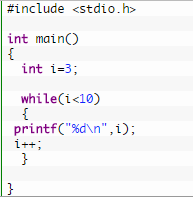 #include <stdio.h>
int main()
{
int i=3;
while(i<10)
{
printf("%d\n",i);
i++;
}
}